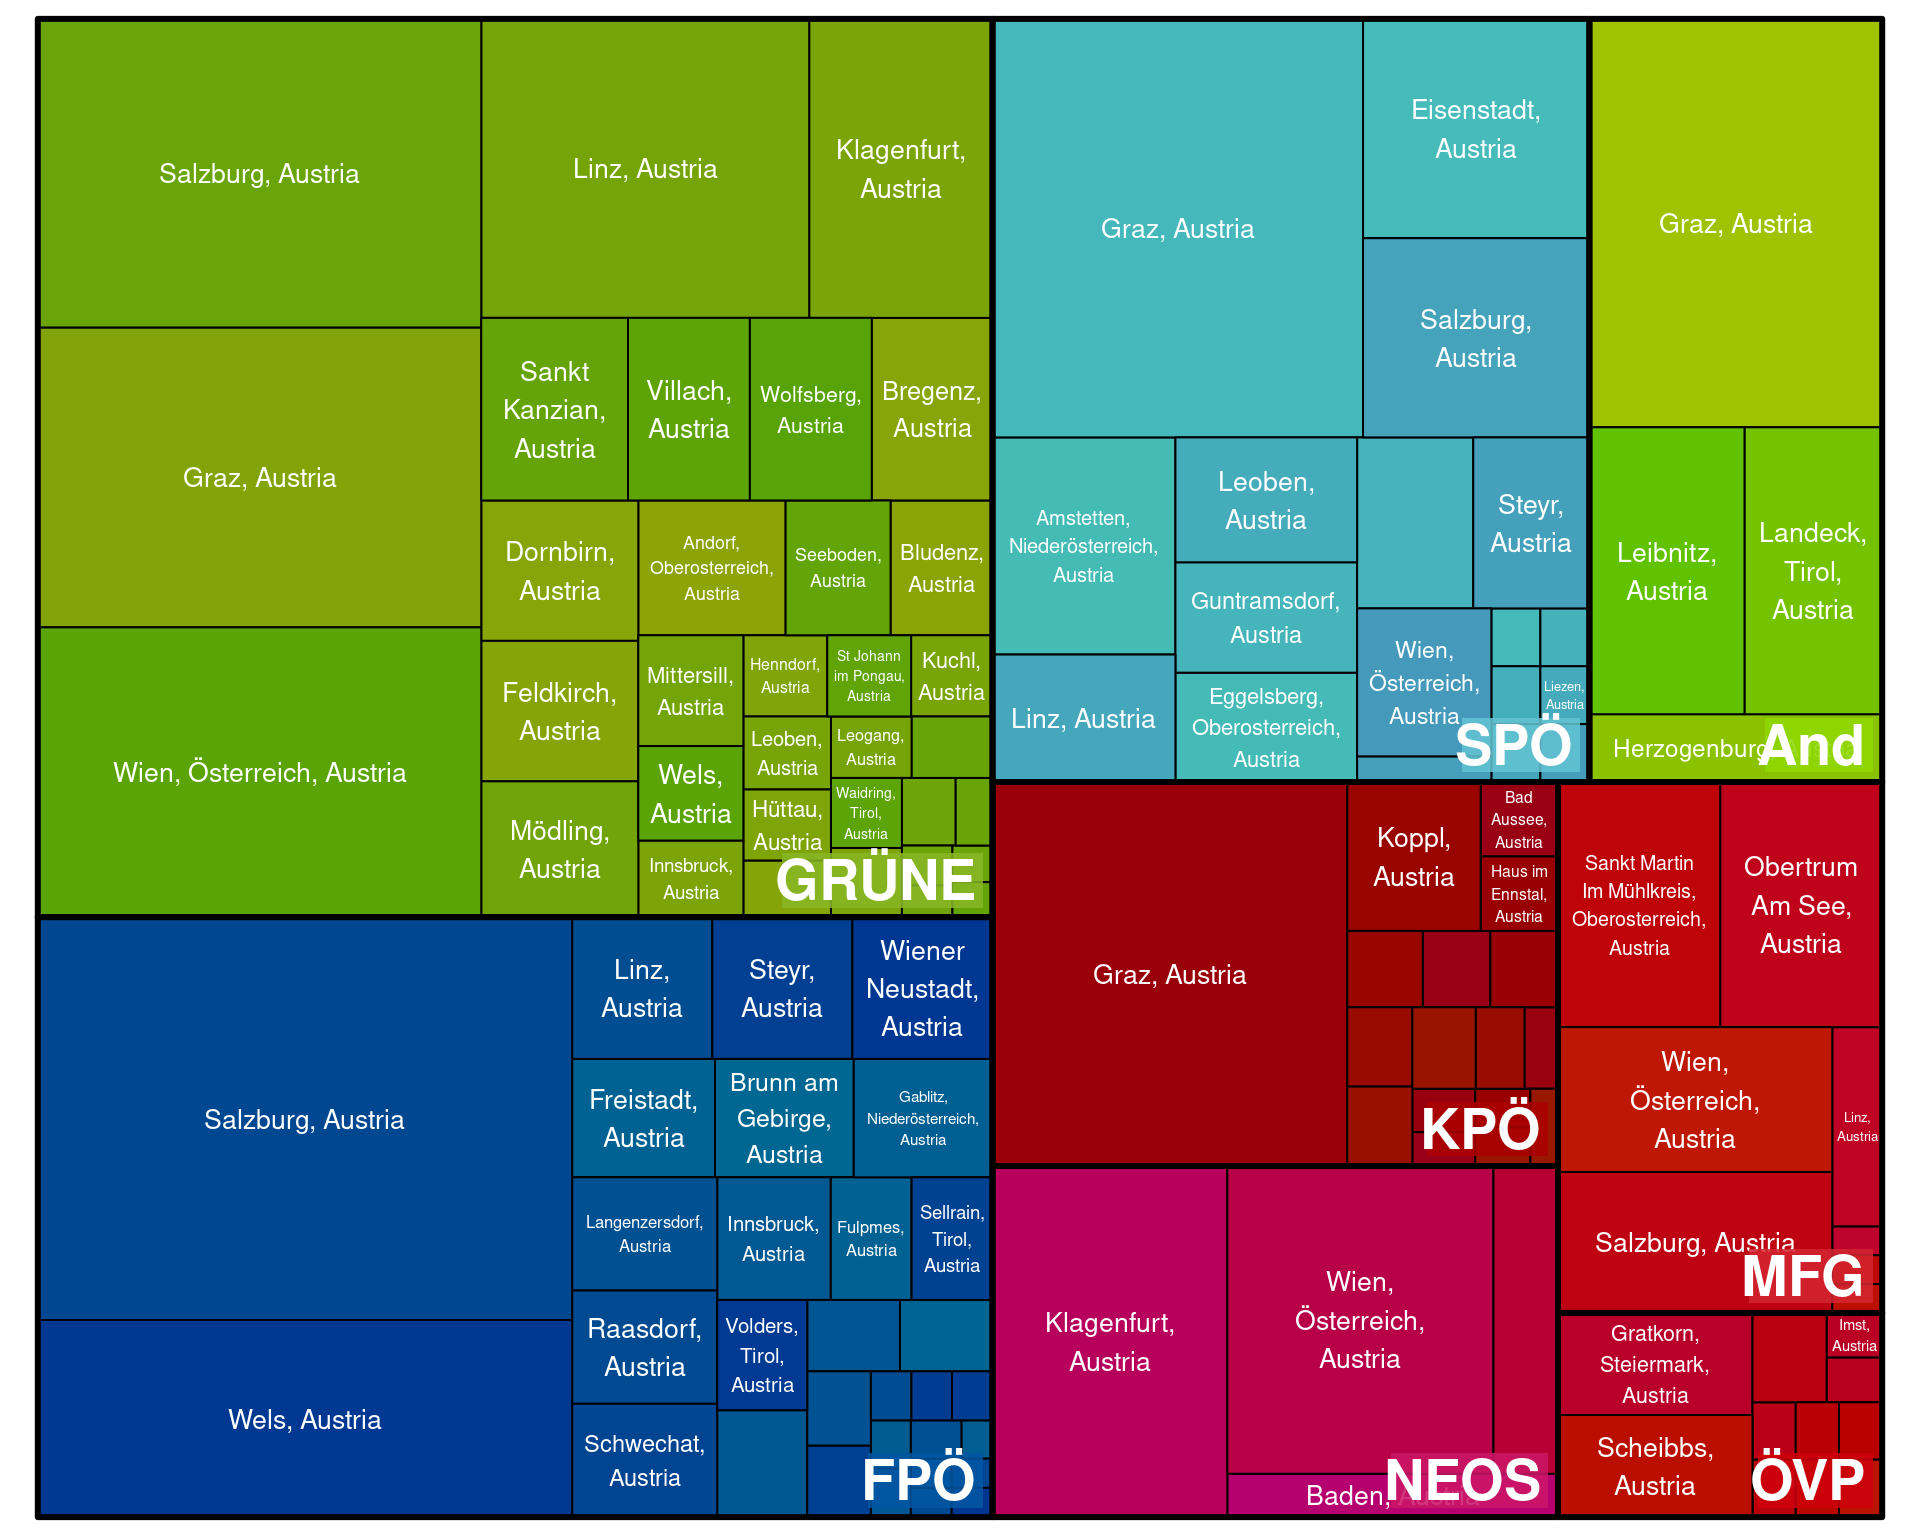 Salzburg, Austria
Linz, Austria
Klagenfurt,
Austria
Graz, Austria
Wien, Österreich, Austria
Sankt
Kanzian,
Austria
Villach,
Austria
Wolfsberg,
Austria
Bregenz,
Austria
Dornbirn,
Austria
Andorf,
Oberosterreich,
Austria
Seeboden,
Austria
Bludenz,
Austria
Feldkirch,
Austria
Mödling,
Austria
Mittersill,
Austria
Wels,
Austria
Innsbruck,
Austria
Henndorf,
Austria
St Johann
im Pongau,
Austria
Kuchl,
Austria
Leoben,
Austria
Leogang,
Austria
Hüttau,
Austria
Waidring,
Tirol,
Austria
GRÜNE
Graz, Austria
Eisenstadt,
Austria
Salzburg,
Austria
Amstetten,
Niederösterreich,
Austria
Linz, Austria
Leoben,
Austria
Guntramsdorf,
Austria
Eggelsberg,
Oberosterreich,
Austria
Steyr,
Austria
Wien,
Österreich,
Austria
Liezen,
Austria
SPÖ
Graz, Austria
Leibnitz,
Austria
Landeck,
Tirol,
Austria
Herzogenburg
And
Salzburg, Austria
Wels, Austria
Linz,
Austria
Steyr,
Austria
Wiener
Neustadt,
Austria
Freistadt,
Austria
Brunn am
Gebirge,
Austria
Gablitz,
Niederösterreich,
Austria
Langenzersdorf,
Austria
Innsbruck,
Austria
Fulpmes,
Austria
Sellrain,
Tirol,
Austria
Raasdorf,
Austria
Volders,
Tirol,
Austria
Schwechat,
Austria
FPÖ
Graz, Austria
Koppl,
Austria
Bad
Aussee,
Austria
Haus im
Ennstal,
Austria
KPÖ
Sankt Martin
Im Mühlkreis,
Oberosterreich,
Austria
Obertrum
Am See,
Austria
Wien,
Österreich,
Austria
Linz,
Austria
Salzburg, Austria
MFG
Klagenfurt,
Austria
Wien,
Österreich,
Austria
Baden, Austria
NEOS
Gratkorn,
Steiermark,
Austria
Imst,
Austria
Scheibbs,
Austria
ÖVP